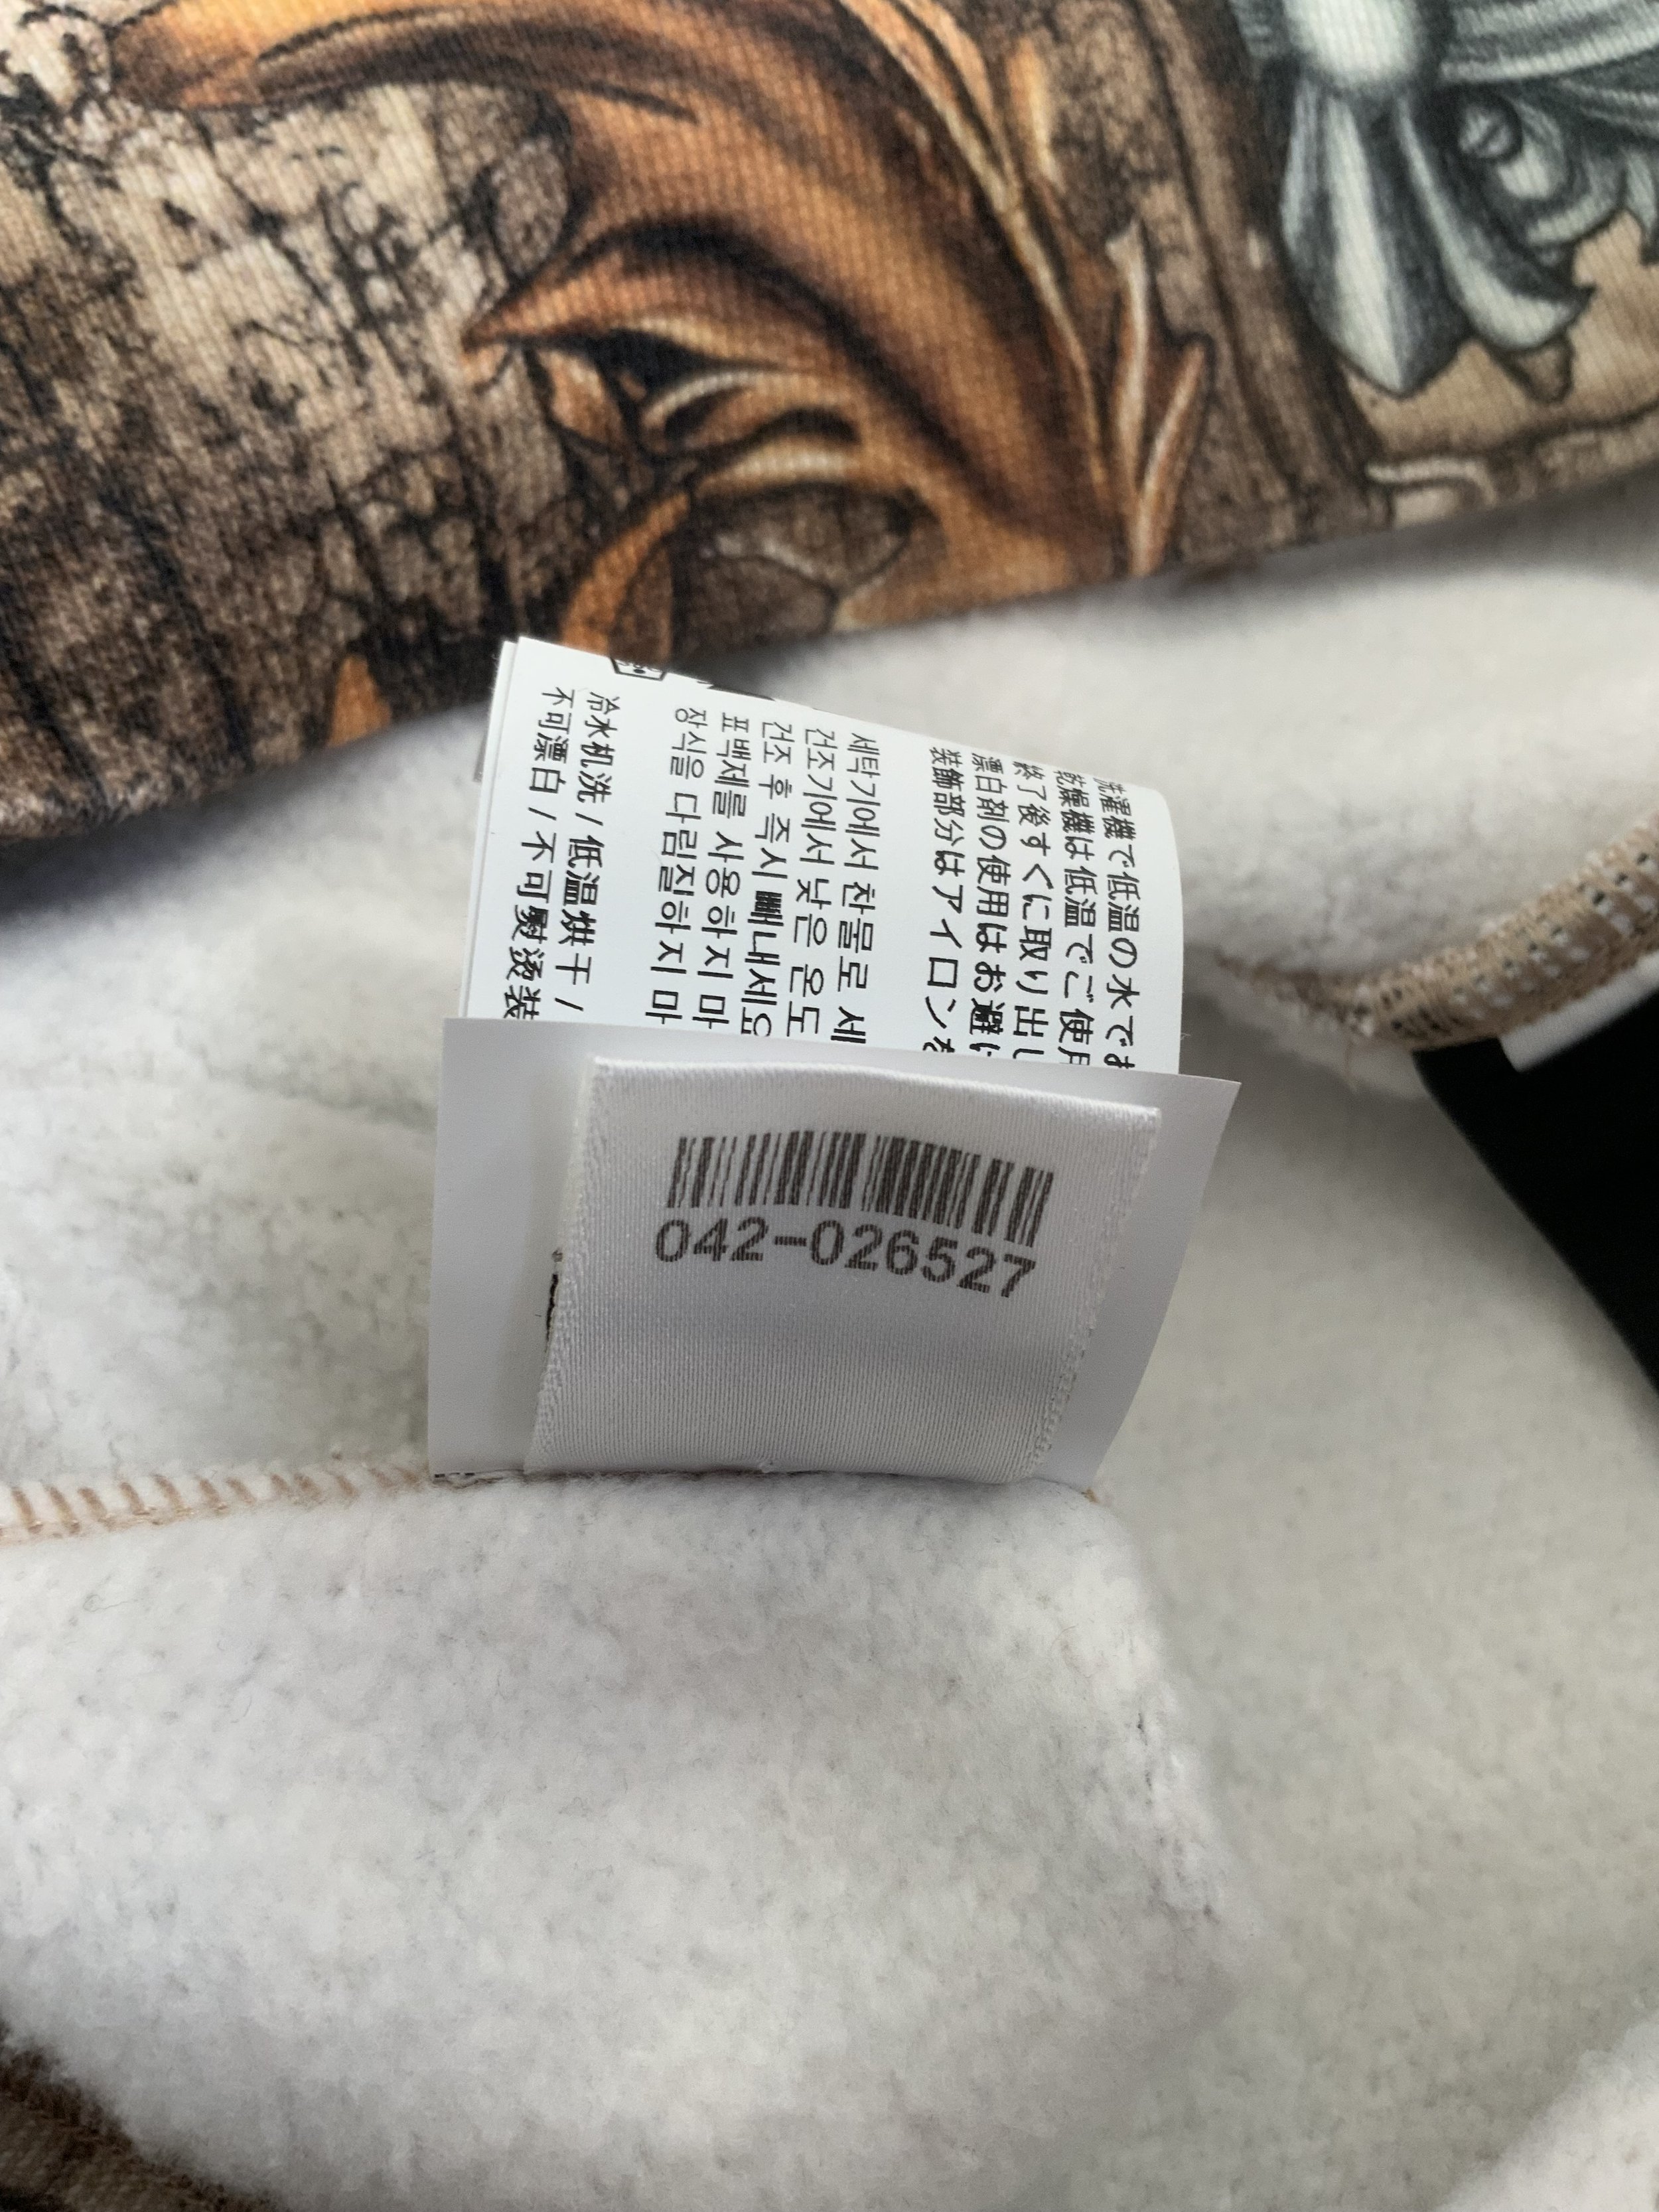 洗濯機で低温の水でお
乾燥機は低温でご使用
終了後すぐに取り出し
漂白剤の使用はお避け
装飾部分はアイロンを
세탁기에서 찬물로 세
건조기에서 낮은 온도
건조 후 즉시 빼내세요
표백제를 사용하지 마
장식을 다림질하지 마
冷水机洗 / 低温烘干 /
不可漂白 / 不可熨烫装
042-026527